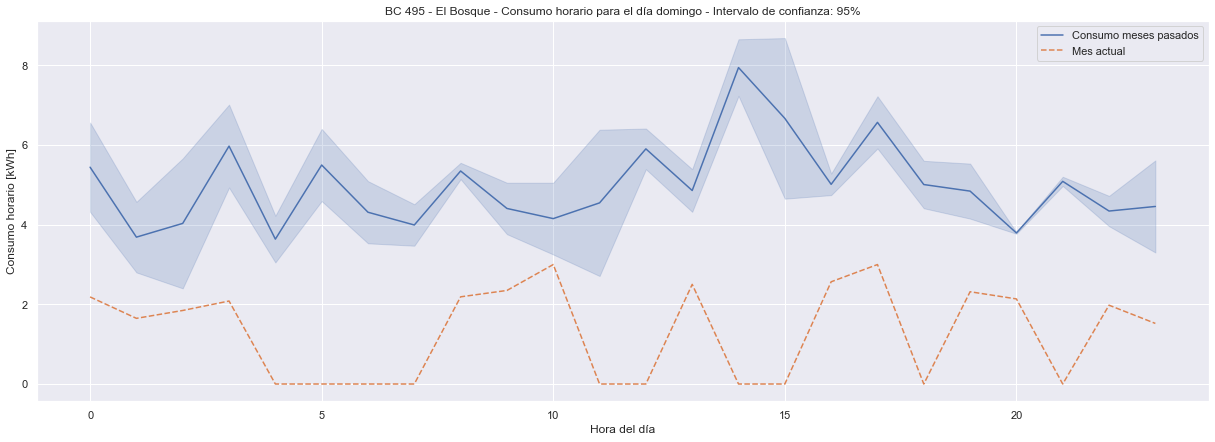 BC 495 - El Bosque - Consumo horario para el día domingo - Intervalo de confianza: 95%
Consumo meses pasados
Mes actual
Consumo horario [kWh]
8
6
4
2
0
0
5
10
15
20
Hora del día